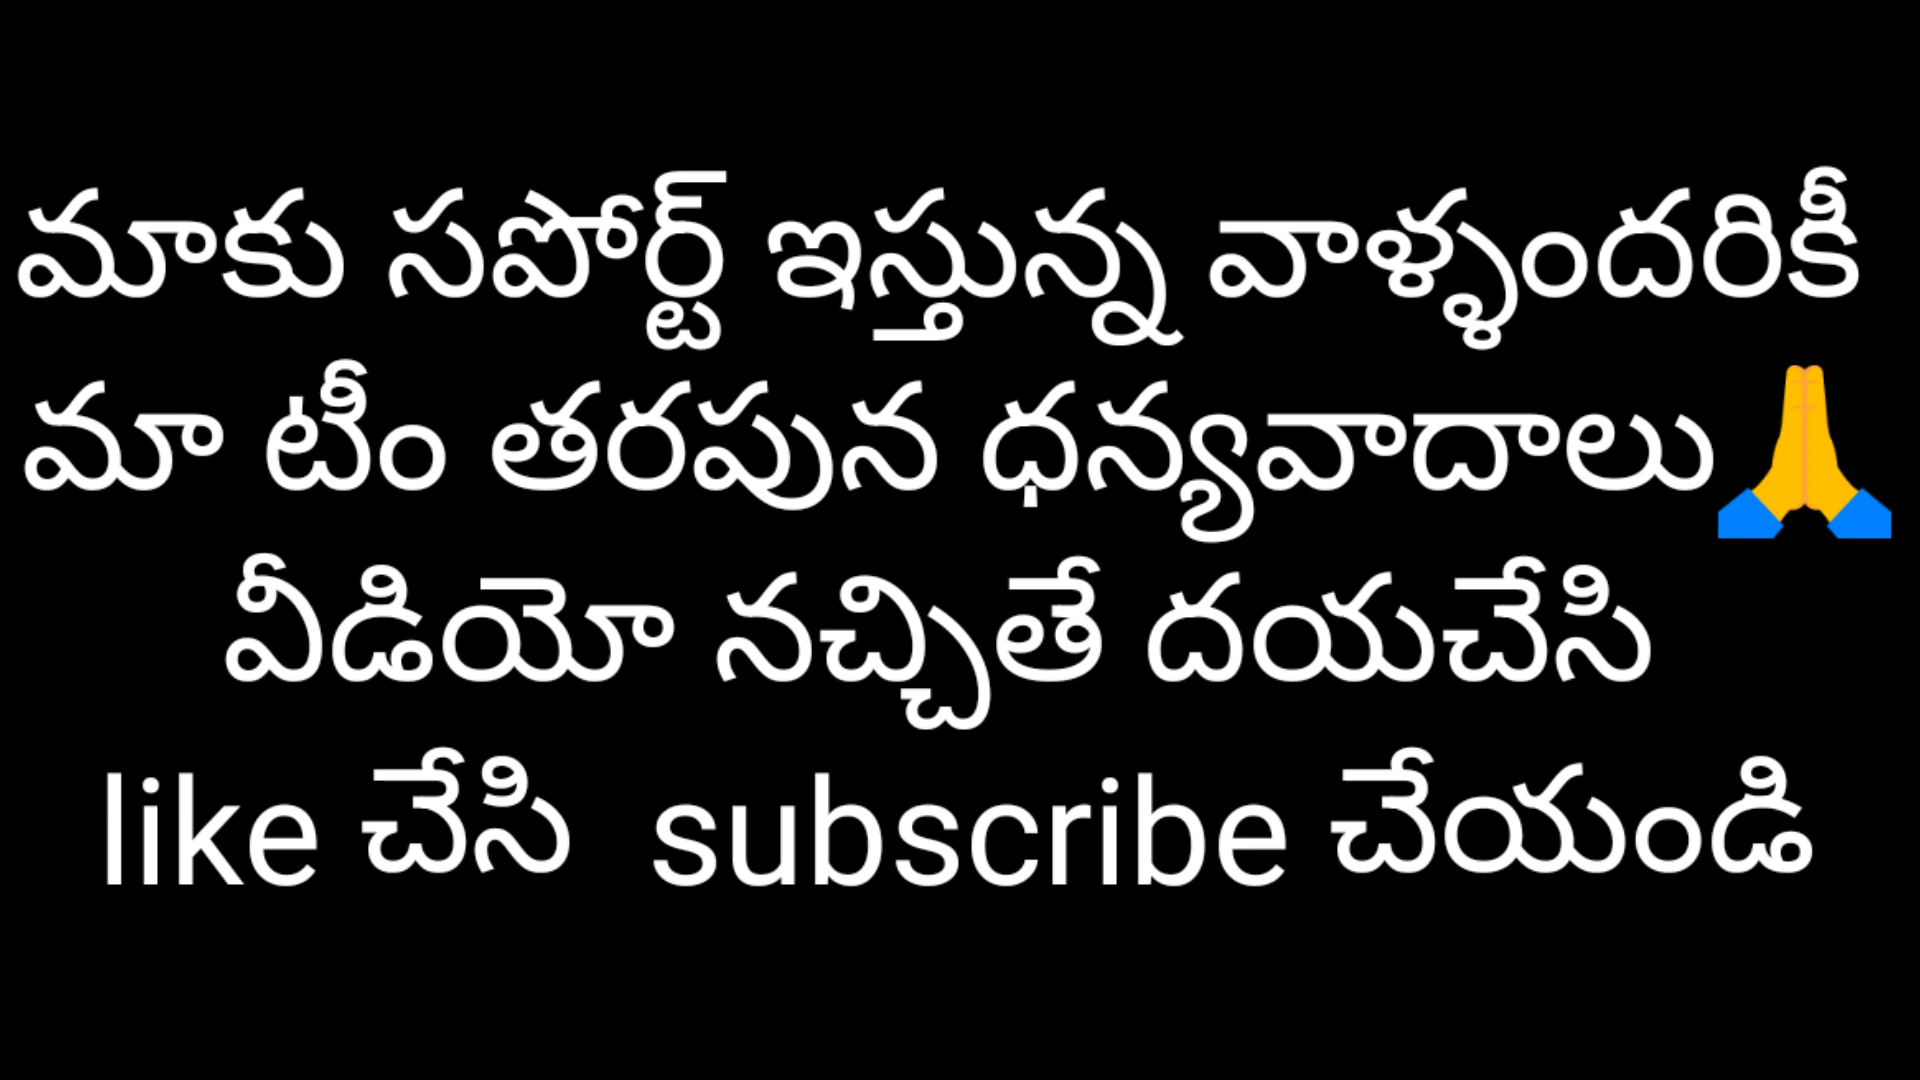 మాకు సపోర్ట్ ఇస్తున్న వాళ్ళందరికీ
మా టీం తరపున ధన్యవాదాలు🙏
వీడియో నచ్చితే దయచేసి
like చేసి  subscribe చేయండి